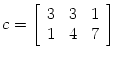 c = [ 3 3 1
1 4 7 ]